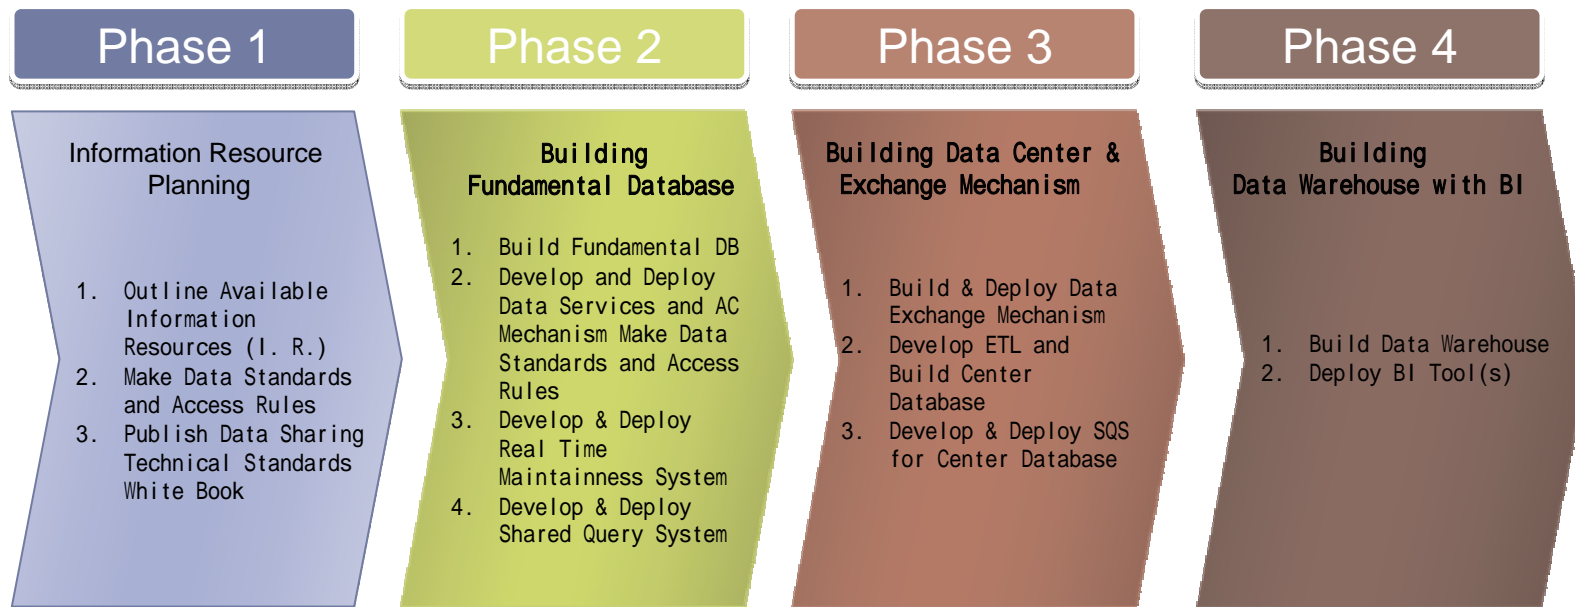 Phase 1
Information Resource
Planning
1. Outline Available
Information
Resources (I. R.)
2. Make Data Standards
and Access Rules
3. Publish Data Sharing
Technical Standards
White Book
Phase 2
Building
Fundamental Database
1. Build Fundamental DB
2. Develop and Deploy
Data Services and AC
Mechanism Make Data
Standards and Access
Rules
3. Develop & Deploy
Real Time
Maintainness System
4. Develop & Deploy
Shared Query System
Phase 3
Building Data Center &
Exchange Mechanism
1. Build & Deploy Data
Exchange Mechanism
2. Develop ETL and
Build Center
Database
3. Develop & Deploy SQS
for Center Database
Phase 4
Building
Data Warehouse with BI
1. Build Data Warehouse
2. Deploy BI Tool(s)